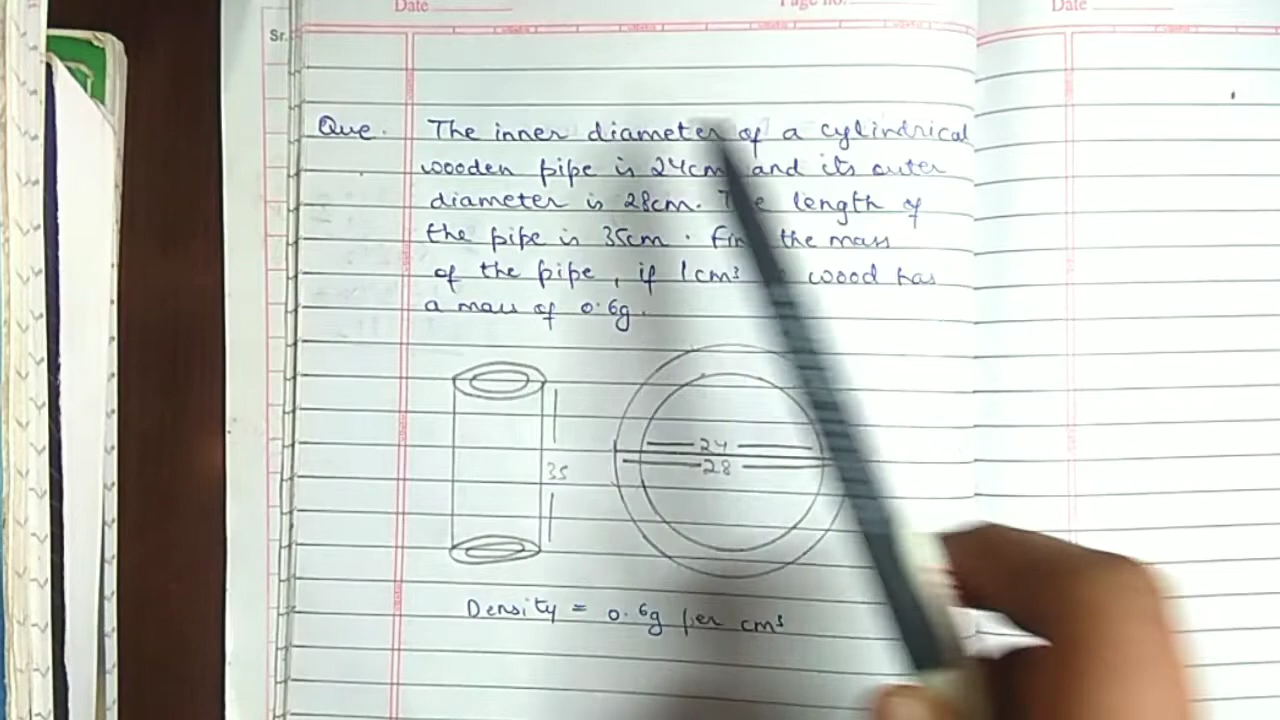 Date
Page no.
Date
Sr.
Que. The inner diameter of a cylindrical
wooden pipe is 24cm and its outer
diameter is 28cm. The length of
the pipe is 35cm. Find the mass
of the pipe, if 1cm³ wood has
a mass of 0.6g.
24
28
35
Density = 0.6g per cm³